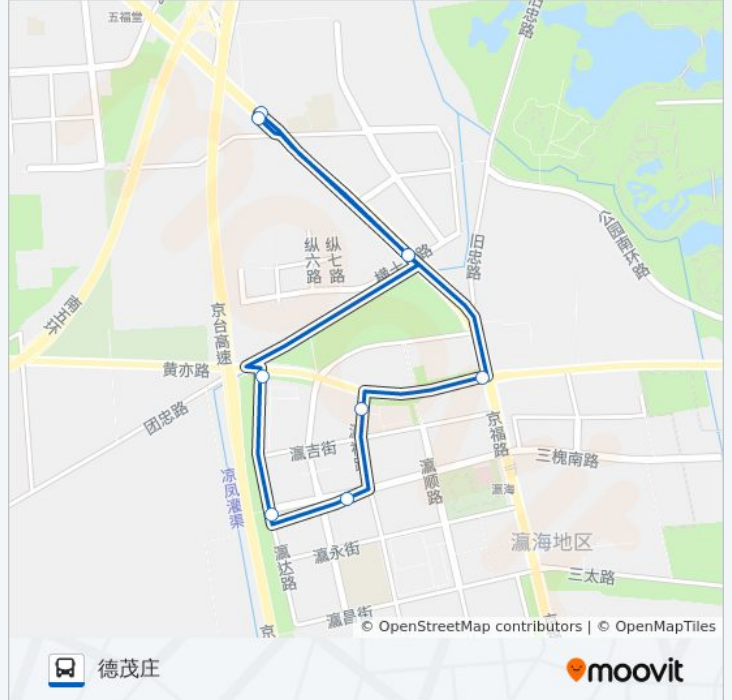 五福堂
旧忠路
公园南环路
旧忠路
纵六路
纵七路
南五环
京台高速
黄亦路
团忠路
京福路
瀛吉街
瀛顺路
三槐南路
凉凤灌渠
瀛海
瀛海地区
瀛永街
瀛达路
三太路
瀛昌街
京
© OpenStreetMap contributors | © OpenMapTiles
德茂庄
moovit